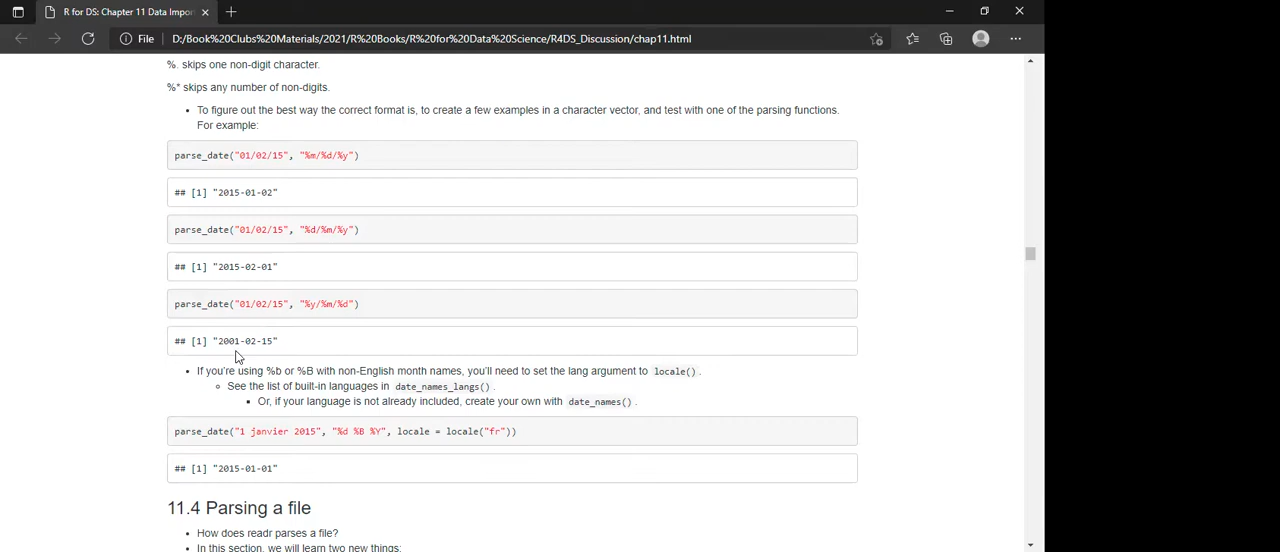 R for DS: Chapter 11 Data Impor
File
D:/Book%20Clubs%20Materials/2021/R%20Books/R%20for%20Data%20Science/R4DS_Discussion/chap11.html
%. skips one non-digit character.
%* skips any number of non-digits.
• To figure out the best way the correct format is, to create a few examples in a character vector, and test with one of the parsing functions.
For example:
parse_date("01/02/15", "%m/%d/%y")
## [1] "2015-01-02"
parse_date("01/02/15", "%d/%m/%y")
## [1] "2015-02-01"
parse_date("01/02/15", "%y/%m/%d")
## [1] "2001-02-15"
• If you're using %b or %B with non-English month names, you'll need to set the lang argument to locale() .
◦ See the list of built-in languages in date_names_langs() .
▪ Or, if your language is not already included, create your own with date_names() .
parse_date("1 janvier 2015", "%d %B %Y", locale = locale("fr"))
## [1] "2015-01-01"
11.4 Parsing a file
• How does readr parses a file?
• In this section, we will learn two new things: